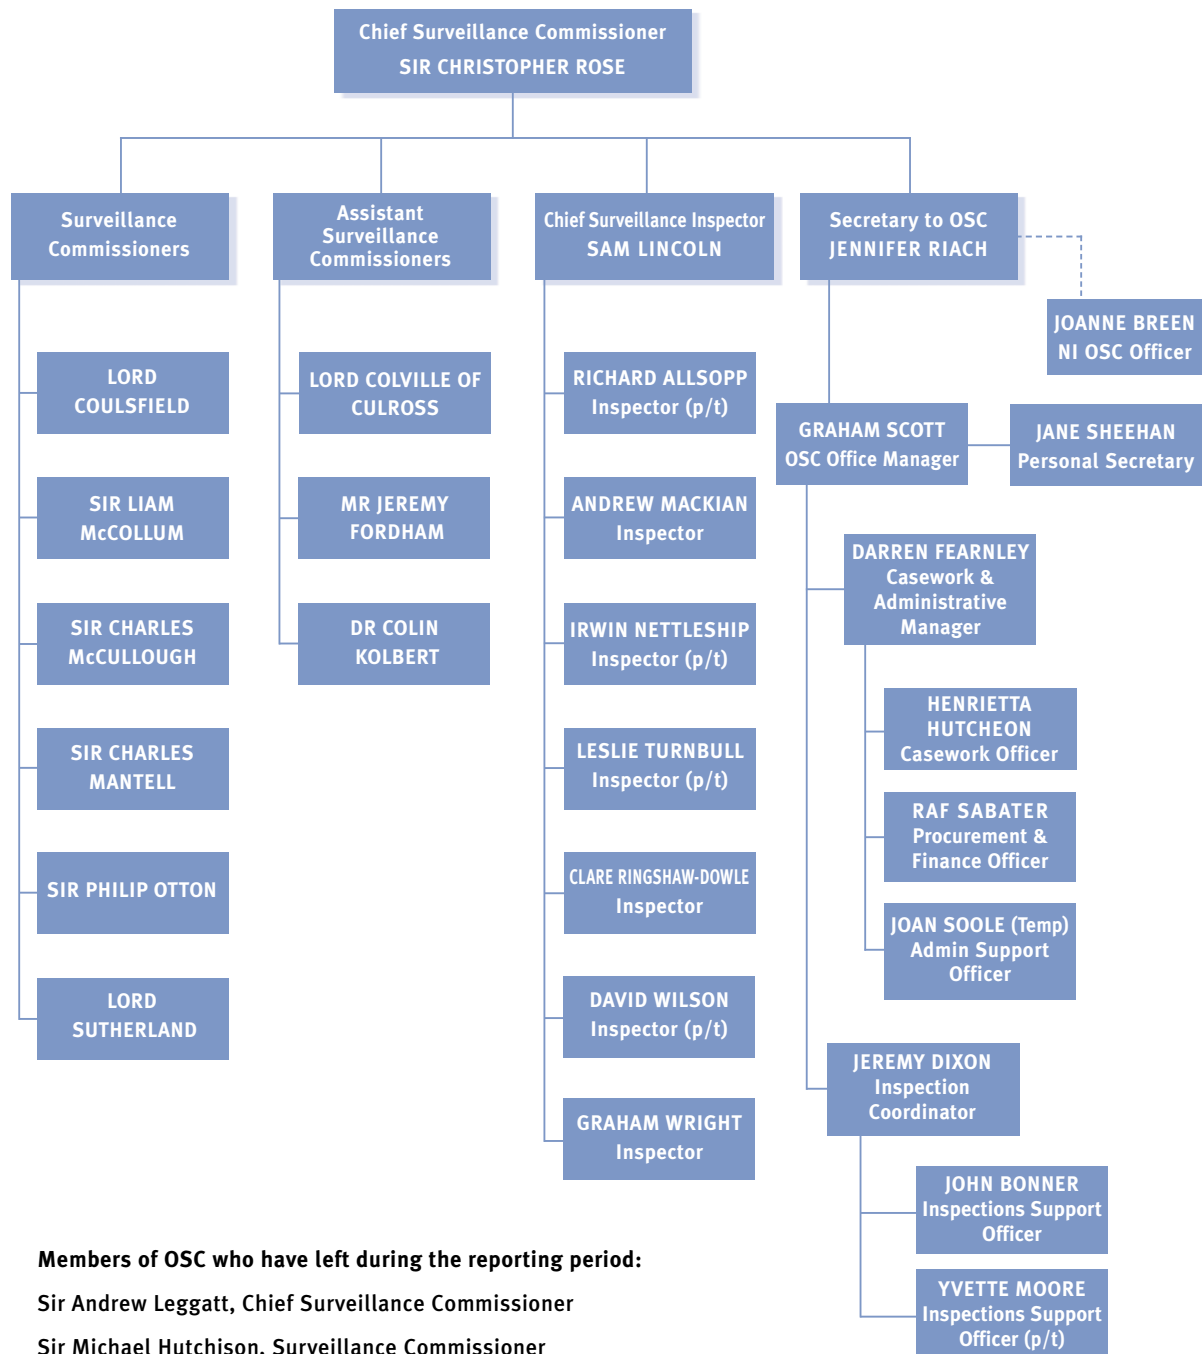 Chief Surveillance Commissioner
SIR CHRISTOPHER ROSE
Surveillance
Commissioners
LORD
COULSFIELD
SIR LIAM
McCOLLUM
SIR CHARLES
McCULLOUGH
SIR CHARLES
MANTELL
SIR PHILIP OTTON
LORD
SUTHERLAND
Assistant
Surveillance
Commissioners
LORD COLVILLE OF
CULROSS
MR JEREMY
FORDHAM
DR COLIN
KOLBERT
Chief Surveillance Inspector
SAM LINCOLN
RICHARD ALLSOPP
Inspector (p/t)
ANDREW MACKIAN
Inspector
IRWIN NETTLESHIP
Inspector (p/t)
LESLIE TURNBULL
Inspector (p/t)
CLARE RINGSHAW-DOWLE
Inspector
DAVID WILSON
Inspector (p/t)
GRAHAM WRIGHT
Inspector
Secretary to OSC
JENNIFER RIACH
JOANNE BREEN
NI OSC Officer
GRAHAM SCOTT
OSC Office Manager
JANE SHEEHAN
Personal Secretary
DARREN FEARNLEY
Casework &
Administrative
Manager
HENRIETTA
HUTCHEON
Casework Officer
RAF SABATER
Procurement &
Finance Officer
JOAN SOOLE (Temp)
Admin Support
Officer
JEREMY DIXON
Inspection
Coordinator
JOHN BONNER
Inspections Support
Officer
YVETTE MOORE
Inspections Support
Officer (p/t)
Members of OSC who have left during the reporting period:
Sir Andrew Leggatt, Chief Surveillance Commissioner
Sir Michael Hutchison, Surveillance Commissioner